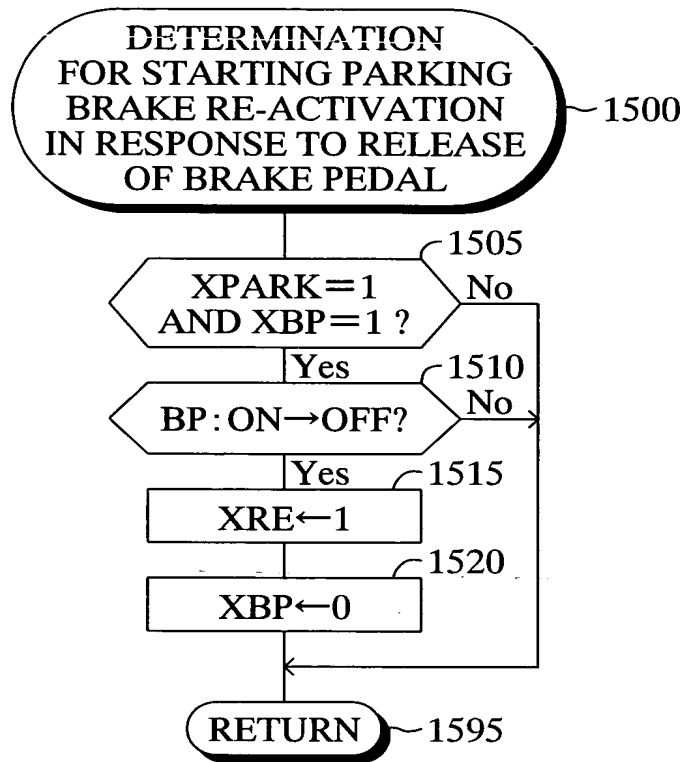 DETERMINATION
FOR STARTING PARKING
BRAKE RE-ACTIVATION
IN RESPONSE TO RELEASE
OF BRAKE PEDAL
1500
1505
XPARK=1
AND XBP=1 ?
No
Yes
1510
BP:ON→OFF?
No
Yes
1515
XRE←1
1520
XBP←0
RETURN
1595